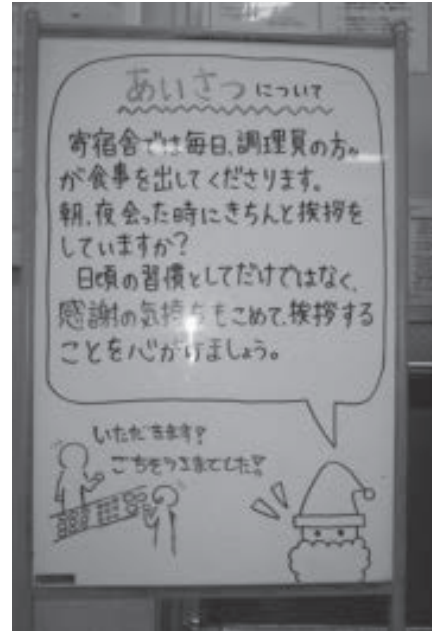 あいさつについて
寄宿舎では毎日、調理員の方。
が食事を出してくださります。
朝、夜会った時にきちんと挨拶を
していますか?
日頃の習慣としてだけではなく、
感謝の気持ちをこめて、挨拶する
ことを心がけましょう。
いただきます!
ごちそうさまでした!